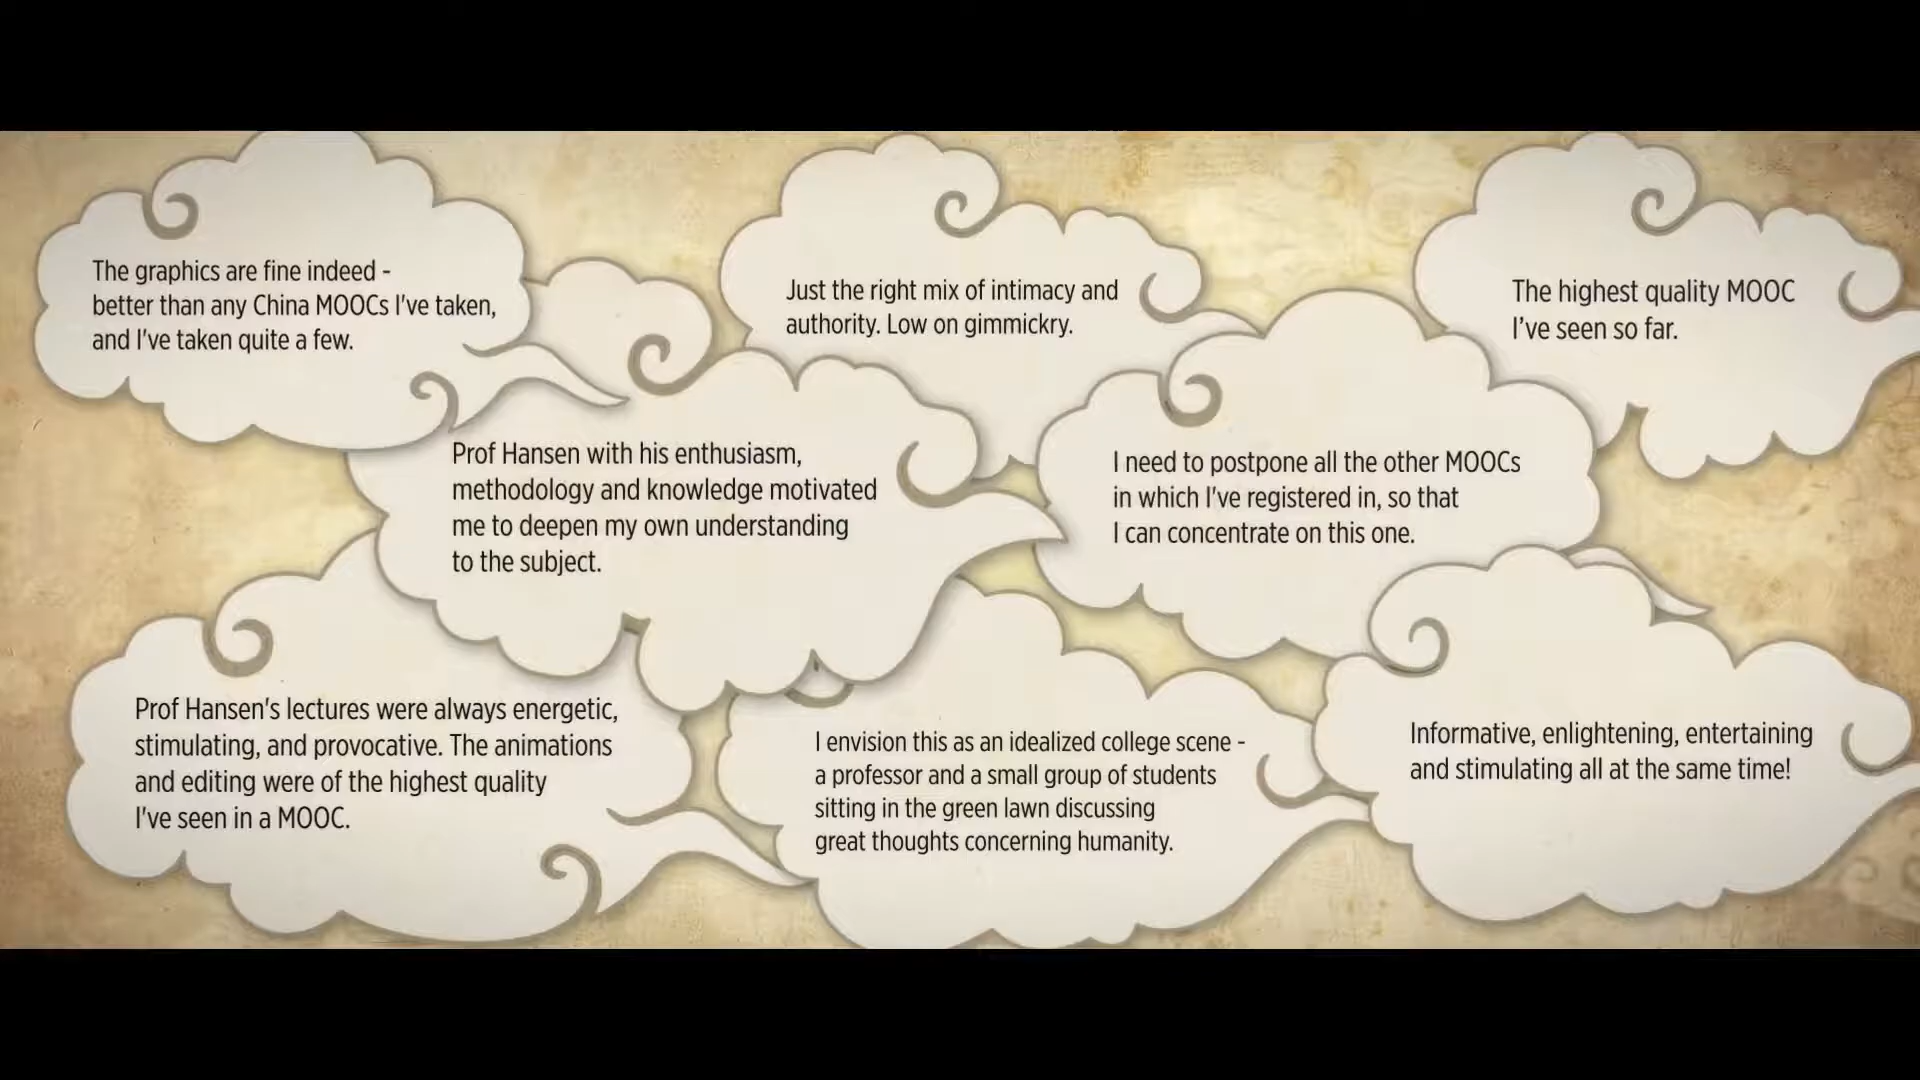 The graphics are fine indeed -
better than any China MOOCs I've taken,
and I've taken quite a few.
Just the right mix of intimacy and
authority. Low on gimmickry.
The highest quality MOOC
I’ve seen so far.
Prof Hansen with his enthusiasm,
methodology and knowledge motivated
me to deepen my own understanding
to the subject.
I need to postpone all the other MOOCs
in which I've registered in, so that
I can concentrate on this one.
Prof Hansen's lectures were always energetic,
stimulating, and provocative. The animations
and editing were of the highest quality
I've seen in a MOOC.
I envision this as an idealized college scene -
a professor and a small group of students
sitting in the green lawn discussing
great thoughts concerning humanity.
Informative, enlightening, entertaining
and stimulating all at the same time!